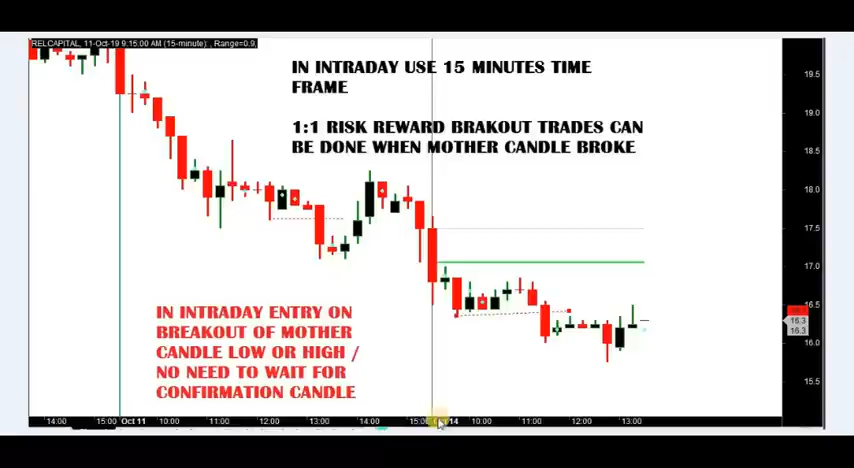 RELCAPITAL, 11-Oct-19 9:15:00 AM (15-minute): , Range=0.9,
IN INTRADAY USE 15 MINUTES TIME
FRAME
1:1 RISK REWARD BRAKOUT TRADES CAN
BE DONE WHEN MOTHER CANDLE BROKE
19.5
19.0
18.5
18.0
17.5
17.0
16.5
16.3
16.3
16.0
15.5
IN INTRADAY ENTRY ON
BREAKOUT OF MOTHER
CANDLE LOW OR HIGH /
NO NEED TO WAIT FOR
CONFIRMATION CANDLE
14:00 15:00 Oct 11 10:00 11:00 12:00 13:00 14:00 15:00 14 10:00 11:00 12:00 13:00